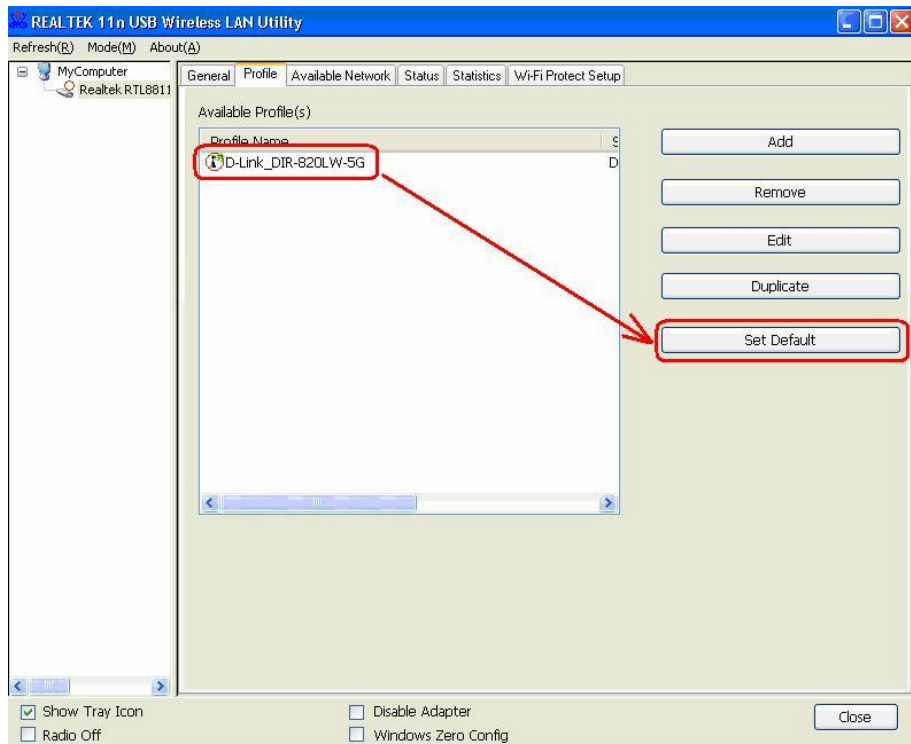 REALTEK 11n USB Wireless LAN Utility
Refresh(R) Mode(M) About(A)
MyComputer
Realtek RTL8811
General Profile Available Network Status Statistics Wi-Fi Protect Setup
Available Profile(s)
Profile Name S
D-Link_DIR-820LW-5G D
Add
Remove
Edit
Duplicate
Set Default
Show Tray Icon
Radio Off
Disable Adapter
Windows Zero Config
Close